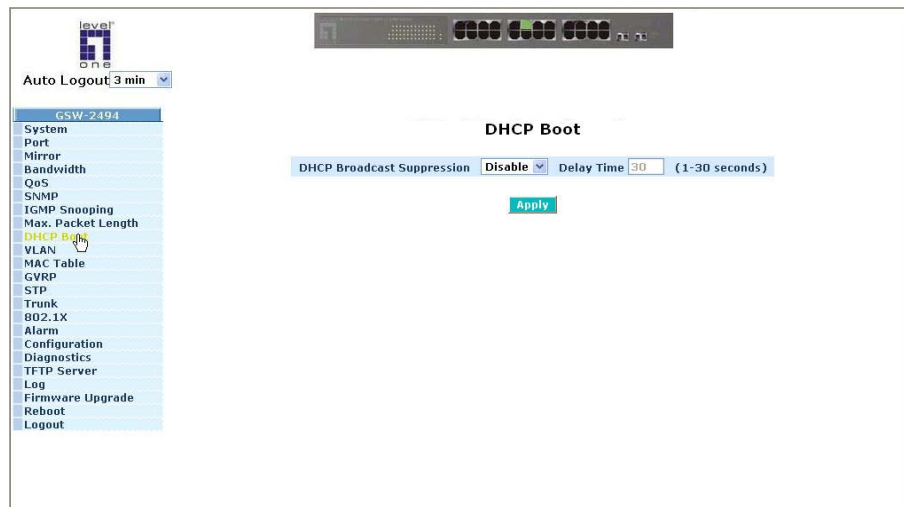 level
one
Auto Logout 3 min
GSW-2494
System
Port
Mirror
Bandwidth
QoS
SNMP
IGMP Snooping
Max. Packet Length
DHCP Boot
VLAN
MAC Table
GVRP
STP
Trunk
802.1X
Alarm
Configuration
Diagnostics
TFTP Server
Log
Firmware Upgrade
Reboot
Logout
DHCP Boot
DHCP Broadcast Suppression Disable Delay Time 30 (1-30 seconds)
Apply